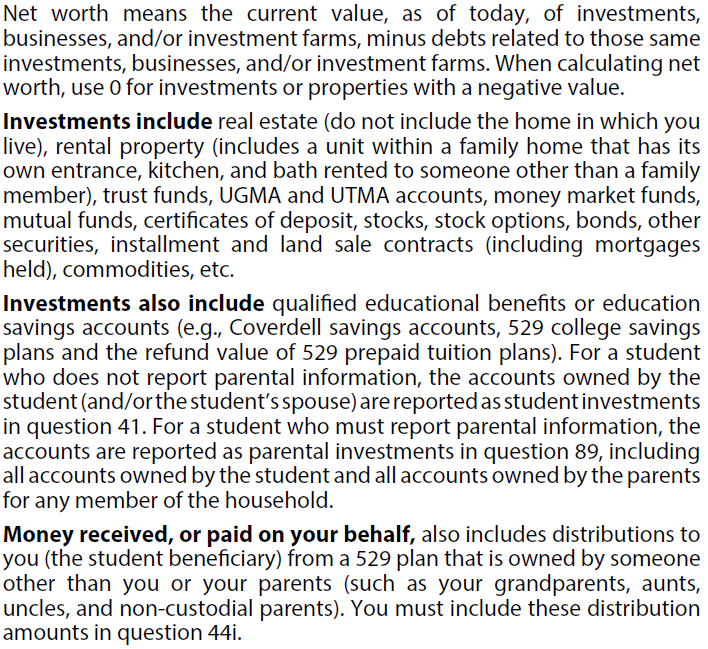 Net worth means the current value, as of today, of investments,
businesses, and/or investment farms, minus debts related to those same
investments, businesses, and/or investment farms. When calculating net
worth, use 0 for investments or properties with a negative value.
Investments include real estate (do not include the home in which you
live), rental property (includes a unit within a family home that has its
own entrance, kitchen, and bath rented to someone other than a family
member), trust funds, UGMA and UTMA accounts, money market funds,
mutual funds, certificates of deposit, stocks, stock options, bonds, other
securities, installment and land sale contracts (including mortgages
held), commodities, etc.
Investments also include qualified educational benefits or education
savings accounts (e.g., Coverdell savings accounts, 529 college savings
plans and the refund value of 529 prepaid tuition plans). For a student
who does not report parental information, the accounts owned by the
student (and/or the student's spouse) are reported as student investments
in question 41. For a student who must report parental information, the
accounts are reported as parental investments in question 89, including
all accounts owned by the student and all accounts owned by the parents
for any member of the household.
Money received, or paid on your behalf, also includes distributions to
you (the student beneficiary) from a 529 plan that is owned by someone
other than you or your parents (such as your grandparents, aunts,
uncles, and non-custodial parents). You must include these distribution
amounts in question 44i.